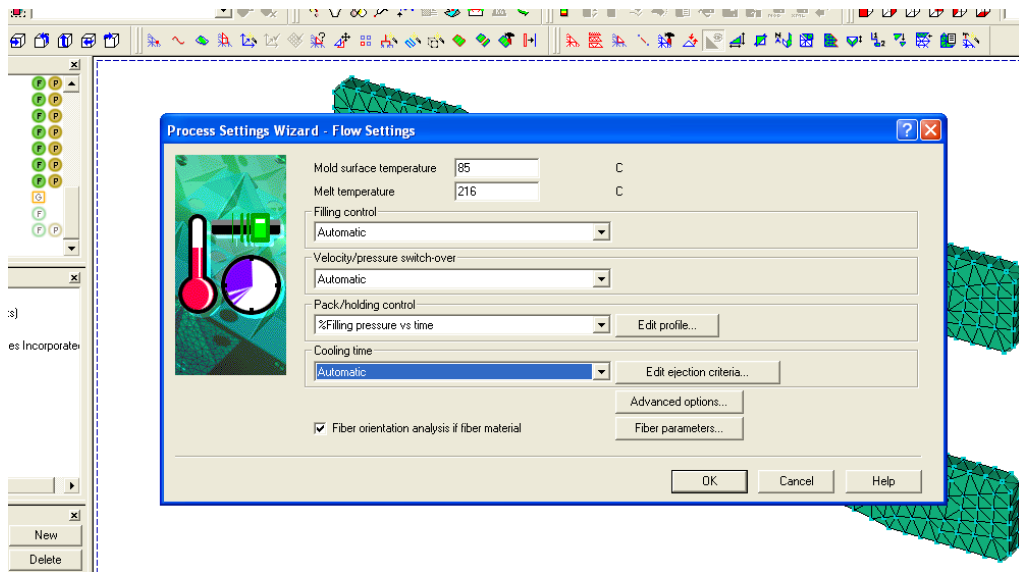 Process Settings Wizard - Flow Settings
Mold surface temperature 85 C
Melt temperature 216 C
Filling control
Automatic
Velocity/pressure switch-over
Automatic
Pack/holding control
%Filling pressure vs time Edit profile...
Cooling time
Automatic Edit ejection criteria...
Advanced options...
Fiber orientation analysis if fiber material Fiber parameters...
OK Cancel Help
F P
F P
F P
F P
F P
F P
F P
G
F
F P
s)
es Incorporate
New
Delete